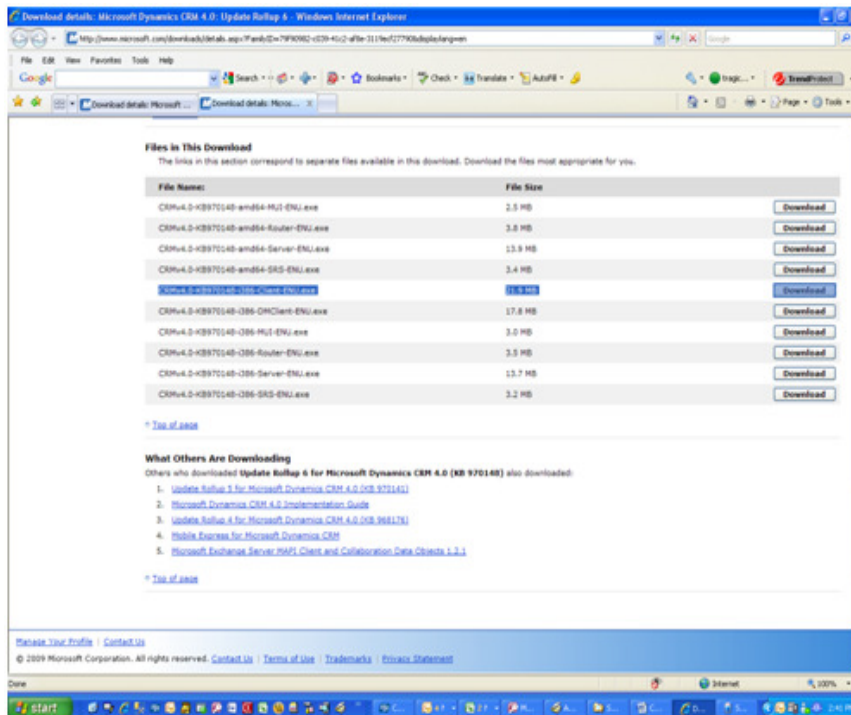 Download details: Microsoft Dynamics CRM 4.0: Update Rollup 6 - Windows Internet Explorer
Google
File Edit View Favorites Tools Help
Google Search Bookmarks Check Translate AutoFill tragic... TrendProtect
Download details: Microsoft ... Download details: Micros... Page Tools
Files in This Download
The links in this section correspond to separate files available in this download. Download the files most appropriate for you.
File Name: File Size
CRMv4.0-KB970148-amd64-MUI-ENU.exe 2.5 MB Download
CRMv4.0-KB970148-amd64-Router-ENU.exe 3.8 MB Download
CRMv4.0-KB970148-amd64-Server-ENU.exe 13.9 MB Download
CRMv4.0-KB970148-amd64-SRS-ENU.exe 3.4 MB Download
CRMv4.0-KB970148-i386-Client-ENU.exe 21.9 MB Download
CRMv4.0-KB970148-i386-OMClient-ENU.exe 17.8 MB Download
CRMv4.0-KB970148-i386-MUI-ENU.exe 3.0 MB Download
CRMv4.0-KB970148-i386-Router-ENU.exe 3.5 MB Download
CRMv4.0-KB970148-i386-Server-ENU.exe 13.7 MB Download
CRMv4.0-KB970148-i386-SRS-ENU.exe 3.2 MB Download
Top of page
What Others Are Downloading
Others who downloaded Update Rollup 6 for Microsoft Dynamics CRM 4.0 (KB 970148) also downloaded:
1. Update Rollup 5 for Microsoft Dynamics CRM 4.0 (KB 970141)
2. Microsoft Dynamics CRM 4.0 Implementation Guide
3. Update Rollup 4 for Microsoft Dynamics CRM 4.0 (KB 968176)
4. Mobile Express for Microsoft Dynamics CRM
5. Microsoft Exchange Server MAPI Client and Collaboration Data Objects 1.2.1
Top of page
Manage Your Profile | Contact Us
© 2009 Microsoft Corporation. All rights reserved. Contact Us | Terms of Use | Trademarks | Privacy Statement
Done Internet 100%
start